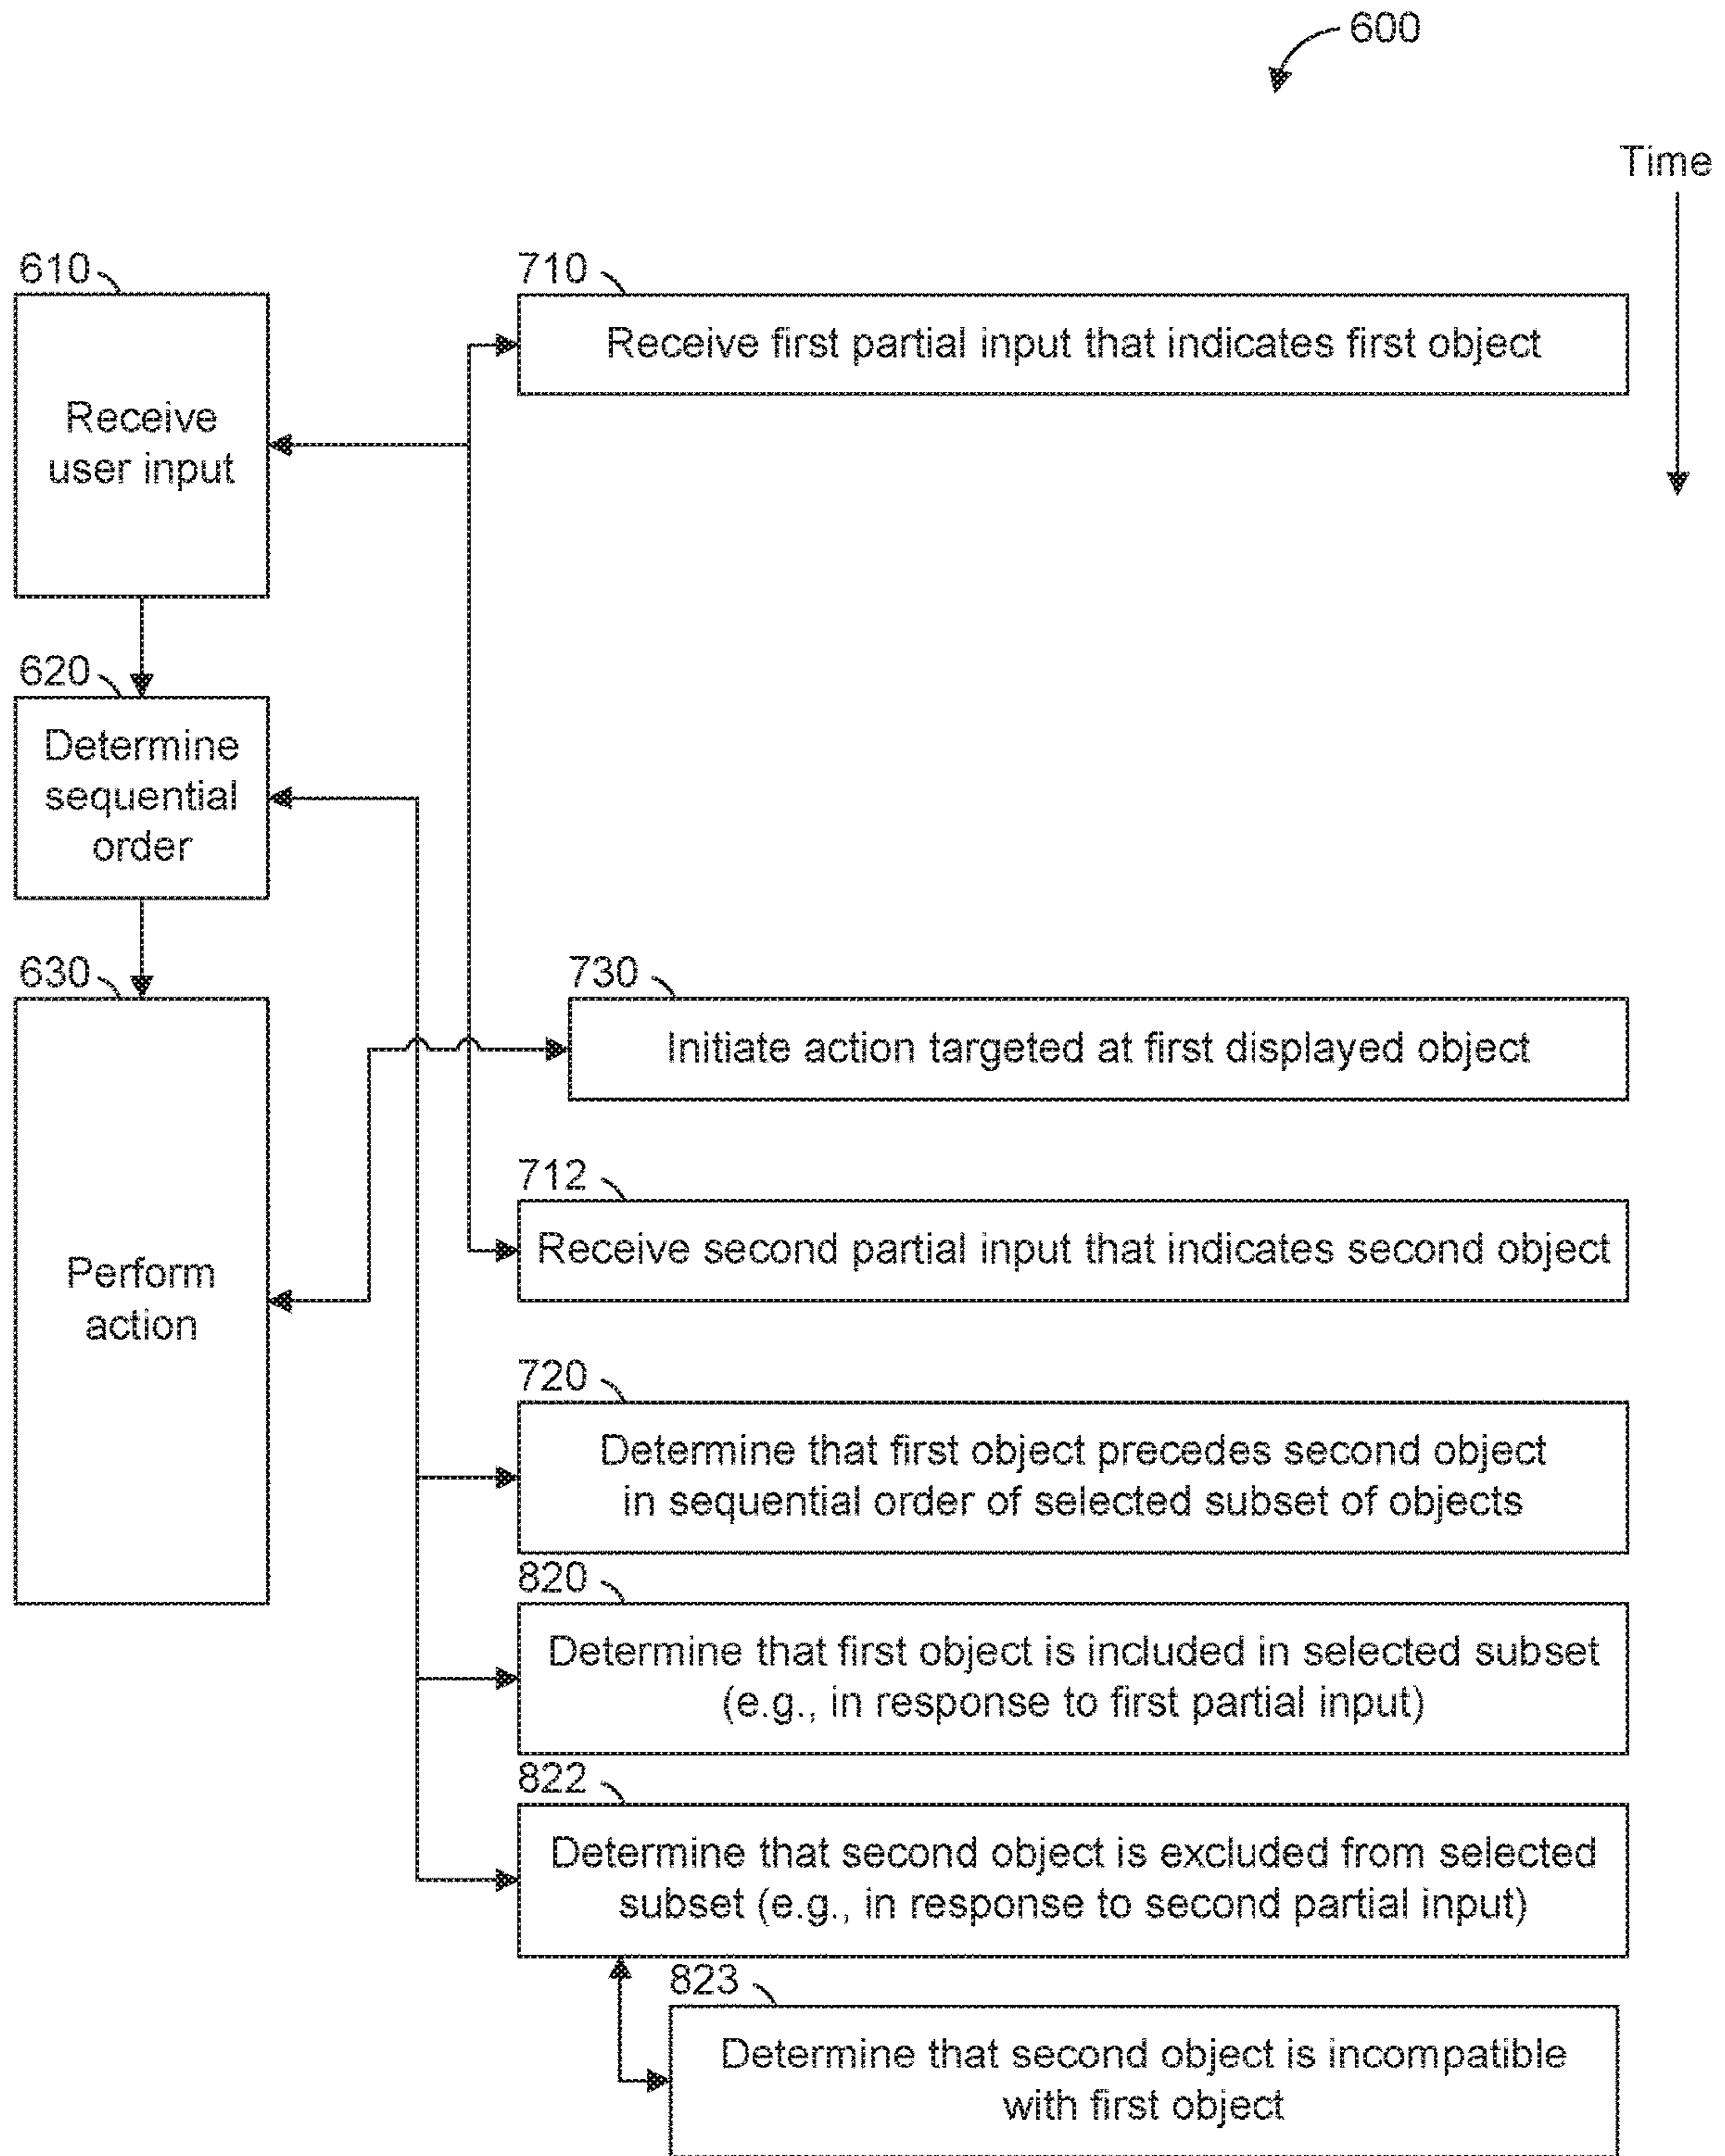 600
Time
610
Receive
user input
710
Receive first partial input that indicates first object
620
Determine
sequential
order
630
Perform
action
730
Initiate action targeted at first displayed object
712
Receive second partial input that indicates second object
720
Determine that first object precedes second object
in sequential order of selected subset of objects
820
Determine that first object is included in selected subset
(e.g., in response to first partial input)
822
Determine that second object is excluded from selected
subset (e.g., in response to second partial input)
823
Determine that second object is incompatible
with first object